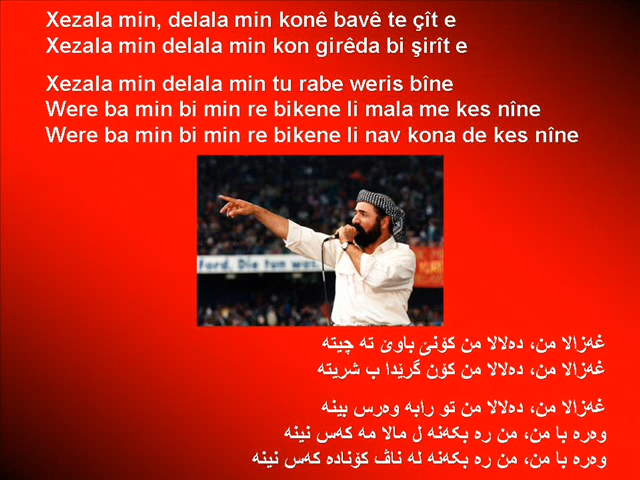 Xezala min, delala min konê bavê te çît e
Xezala min delala min kon girêda bi şirît e
Xezala min delala min tu rabe weris bîne
Were ba min bi min re bikene li mala me kes nîne
Were ba min bi min re bikene li nav kona de kes nîne
Ford. Die tun was.
غەزالا من، دەلالا من كۆنێ باوێ تە چیتە
غەزالا من، دەلالا من كۆن گرێدا ب شریتە
غەزالا من، دەلالا من تو رابە وەرس بینە
وەرە با من، من رە بكەنە ل مالا مە كەس نینە
وەرە با من، من رە بكەنە لە ناڤ كۆنادە كەس نینە